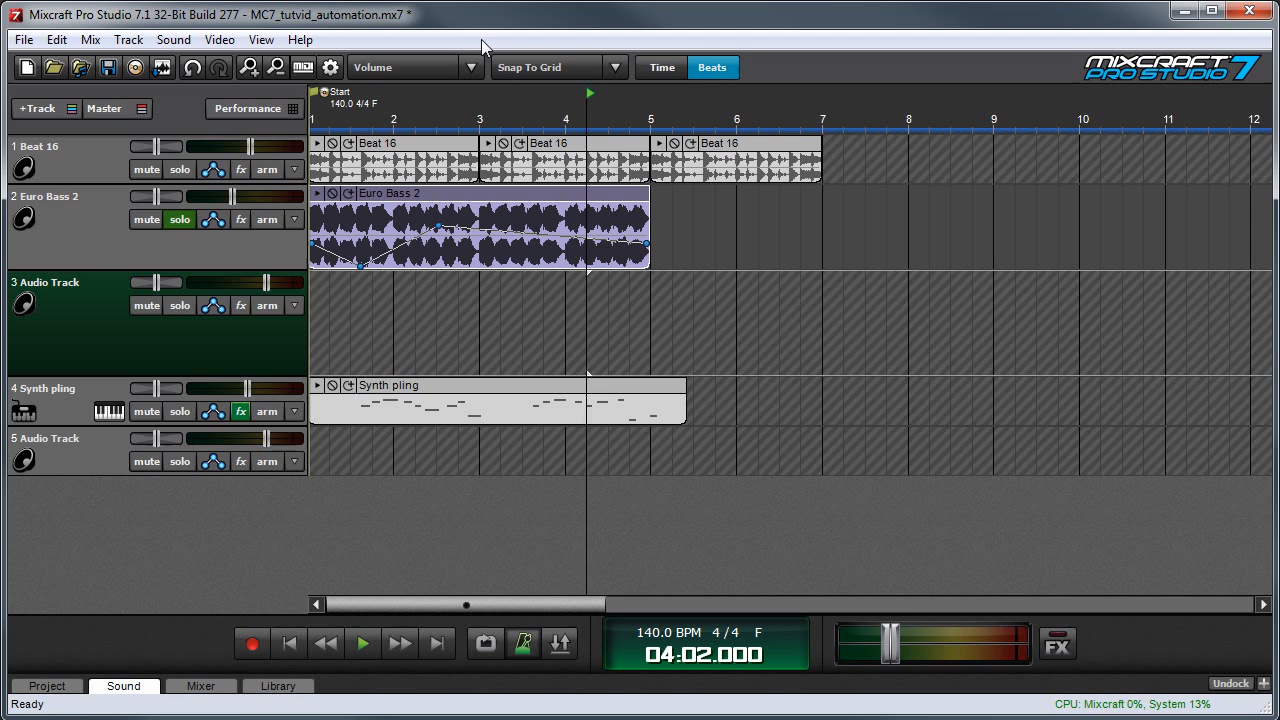 Mixcraft Pro Studio 7.1 32-Bit Build 277 - MC7_tutvid_automation.mx7 *
File Edit Mix Track Sound Video View Help
Volume Snap To Grid Time Beats MIXCRAFT PRO STUDIO 7
+Track Master Performance
Start
140.0 4/4 F
1 2 3 4 5 6 7 8 9 10 11 12
1 Beat 16
mute solo fx arm
Beat 16 Beat 16 Beat 16
2 Euro Bass 2
mute solo fx arm
Euro Bass 2
3 Audio Track
mute solo fx arm
4 Synth pling
mute solo fx arm
Synth pling
5 Audio Track
mute solo fx arm
140.0 BPM 4/4 F
04:02.000
FX
Project Sound Mixer Library Undock
Ready CPU: Mixcraft 0%, System 13%